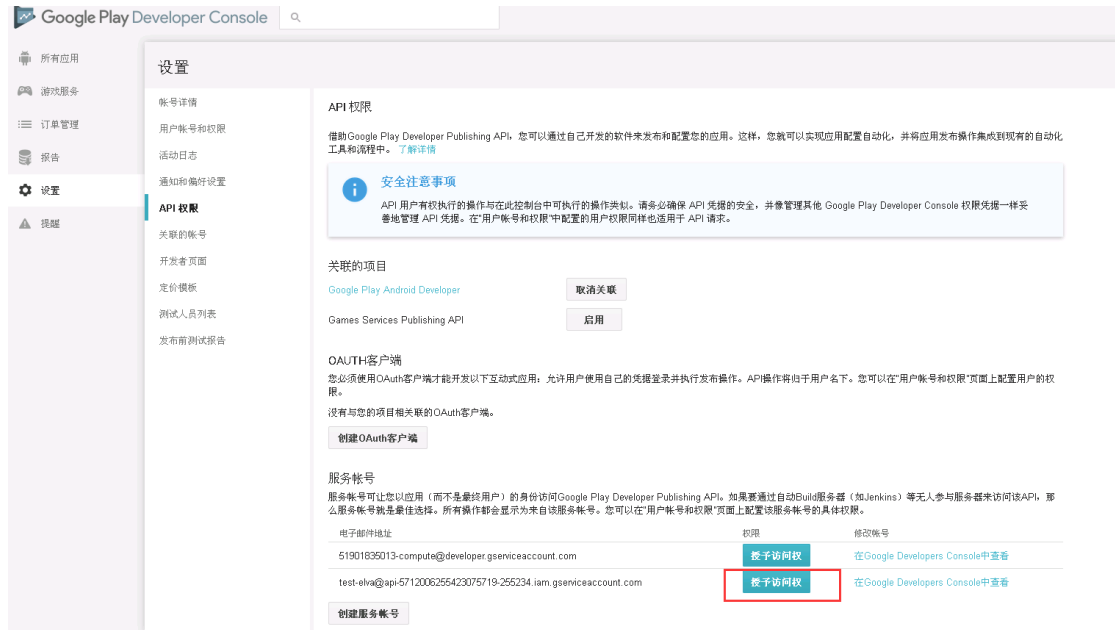 Google Play Developer Console
所有应用
游戏服务
订单管理
报告
设置
提醒
设置
帐号详情
用户帐号和权限
活动日志
通知和偏好设置
API 权限
关联的帐号
开发者页面
定价模板
测试人员列表
发布前测试报告
API 权限
借助Google Play Developer Publishing API，您可以通过自己开发的软件来发布和配置您的应用。这样，您就可以实现应用配置自动化，并将应用发布操作集成到现有的自动化
工具和流程中。 了解详情
安全注意事项
API 用户有权执行的操作与在此控制台中可执行的操作类似。请务必确保 API 凭据的安全，并像管理其他 Google Play Developer Console 权限凭据一样妥
善地管理 API 凭据。在"用户帐号和权限"中配置的用户权限同样也适用于 API 请求。
关联的项目
Google Play Android Developer 取消关联
Games Services Publishing API 启用
OAUTH客户端
您必须使用OAuth客户端才能开发以下互动式应用：允许用户使用自己的凭据登录并执行发布操作。API操作将归于用户名下。您可以在"用户帐号和权限"页面上配置用户的权
限。
没有与您的项目相关联的OAuth客户端。
创建OAuth客户端
服务帐号
服务帐号可让您以应用（而不是最终用户）的身份访问Google Play Developer Publishing API。如果要通过自动Build服务器（如Jenkins）等无人参与服务器来访问该API，那
么服务帐号就是最佳选择。所有操作都会显示为来自该服务帐号。您可以在"用户帐号和权限"页面上配置该服务帐号的具体权限。
电子邮件地址 权限 修改帐号
51901835013-compute@developer.gserviceaccount.com 授予访问权 在Google Developers Console中查看
test-elva@api-5712006255423075719-255234.iam.gserviceaccount.com 授予访问权 在Google Developers Console中查看
创建服务帐号